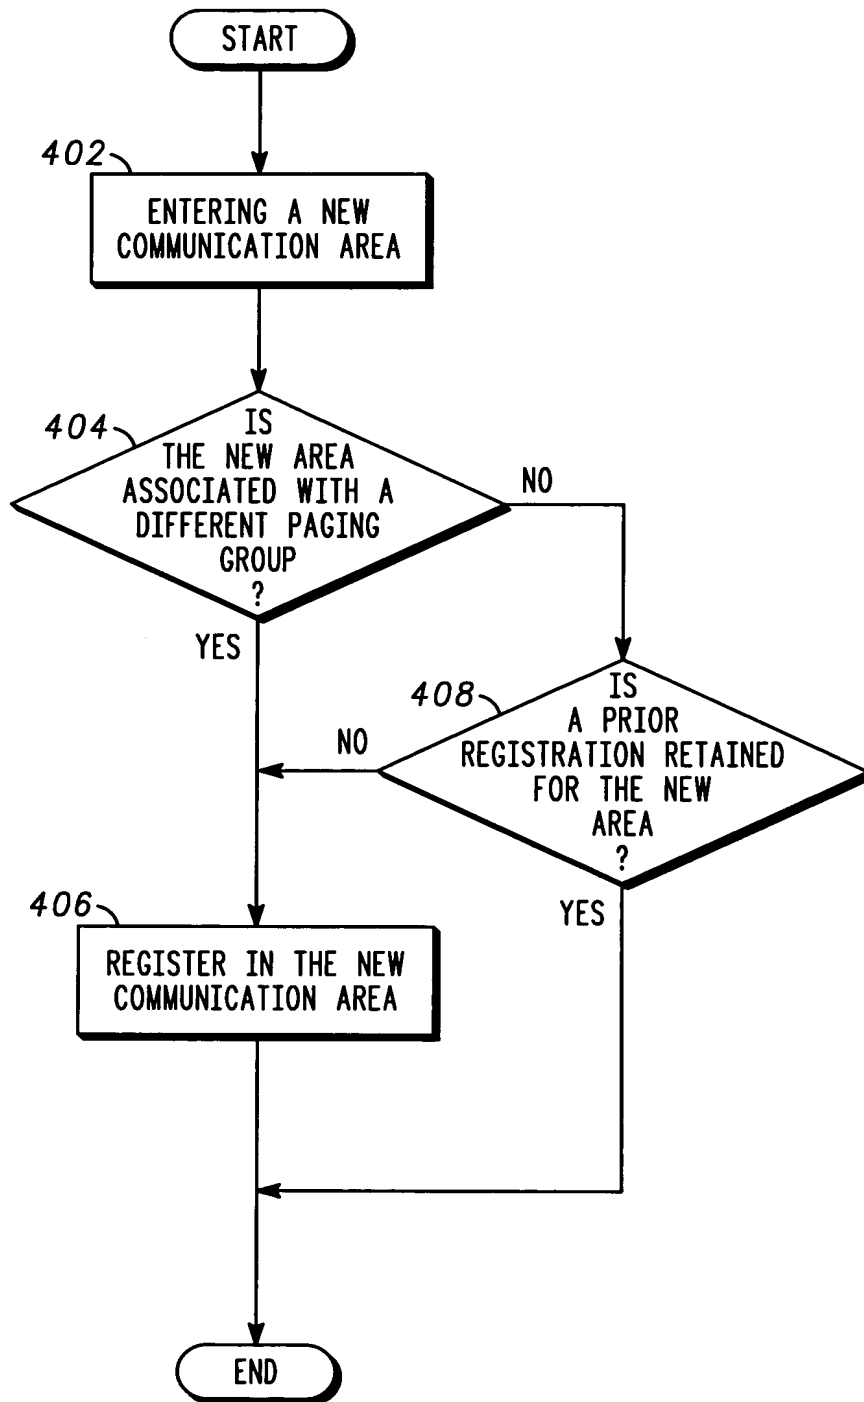 START
402
ENTERING A NEW
COMMUNICATION AREA
404
IS
THE NEW AREA
ASSOCIATED WITH A
DIFFERENT PAGING
GROUP
?
NO
YES
408
IS
A PRIOR
REGISTRATION RETAINED
FOR THE NEW
AREA
?
NO
YES
406
REGISTER IN THE NEW
COMMUNICATION AREA
END